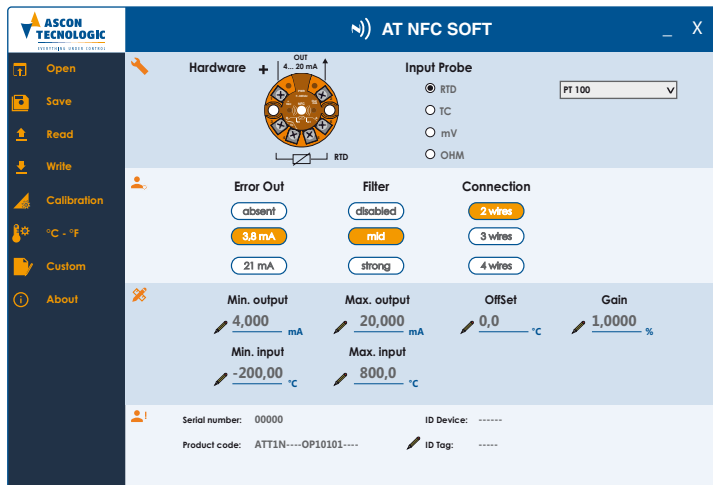 ASCON
TECNOLOGIC
EVERYTHING UNDER CONTROL
AT NFC SOFT
_ X
Open
Save
Read
Write
Calibration
°C - °F
Custom
About
Hardware
+
OUT
4... 20 mA
RTD
Input Probe
RTD
TC
mV
OHM
PT 100
Error Out
Filter
Connection
absent
disabled
2 wires
3,8 mA
mid
3 wires
21 mA
strong
4 wires
Min. output
Max. output
OffSet
Gain
4,000 mA
20,000 mA
0,0 °C
1,0000 %
Min. input
Max. input
-200,00 °C
800,0 °C
Serial number: 00000
ID Device: ------
Product code: ATT1N----OP10101----
ID Tag: -----